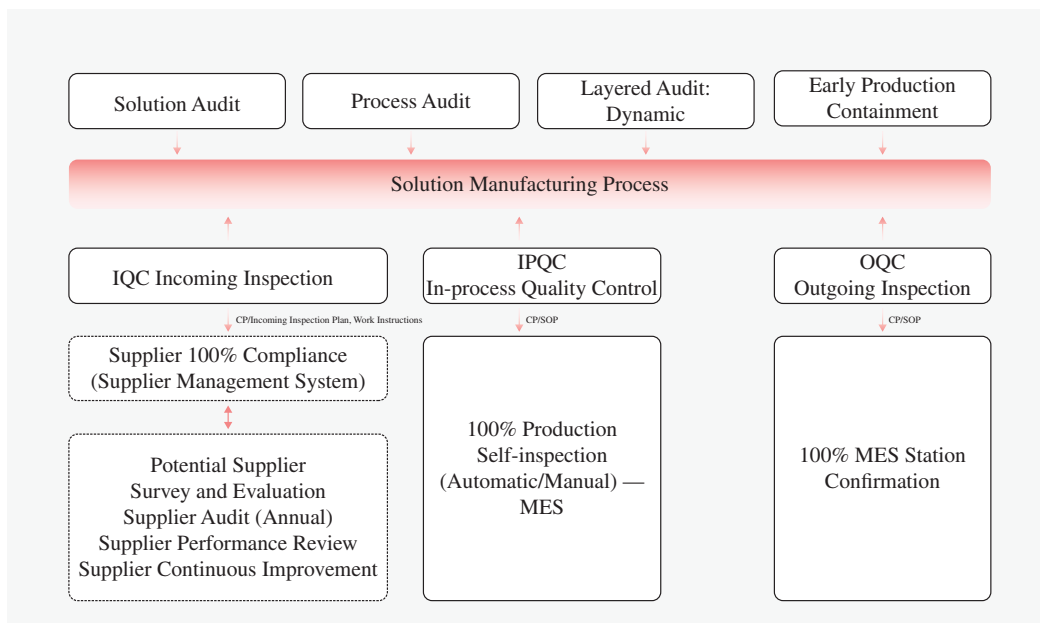 Solution Audit
Process Audit
Layered Audit:
Dynamic
Early Production
Containment
Solution Manufacturing Process
IQC Incoming Inspection
IPQC
In-process Quality Control
OQC
Outgoing Inspection
CP/Incoming Inspection Plan, Work Instructions
CP/SOP
CP/SOP
Supplier 100% Compliance
(Supplier Management System)
Potential Supplier
Survey and Evaluation
Supplier Audit (Annual)
Supplier Performance Review
Supplier Continuous Improvement
100% Production
Self-inspection
(Automatic/Manual) —
MES
100% MES Station
Confirmation